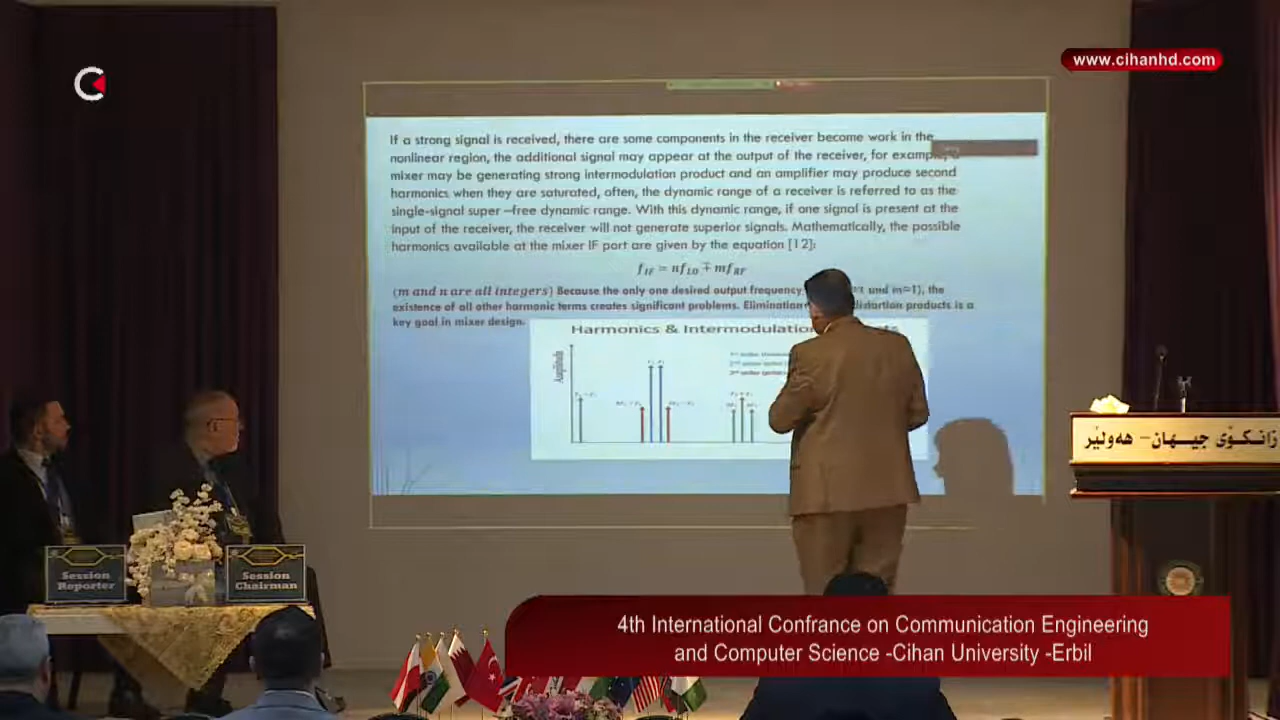 www.cihanhd.com
If a strong signal is received, there are some components in the receiver become work in the
nonlinear region, the additional signal may appear at the output of the receiver, for example, a
mixer may be generating strong intermodulation product and an amplifier may produce second
harmonics when they are saturated, often, the dynamic range of a receiver is referred to as the
single-signal super –free dynamic range. With this dynamic range, if one signal is present at the
input of the receiver, the receiver will not generate superior signals. Mathematically, the possible
harmonics available at the mixer IF port are given by the equation [12]:
f_IF = nf_LO ∓ mf_RF
(m and n are all integers) Because the only one desired output frequency and m=1), the
existence of all other harmonic terms creates significant problems. Elimination distortion products is a
key goal in mixer design.
Harmonics & Intermodulation
Amplitude
زانکۆی جیهان - هەولێر
Session
Reporter
Session
Chairman
4th International Confrance on Communication Engineering
and Computer Science -Cihan University -Erbil